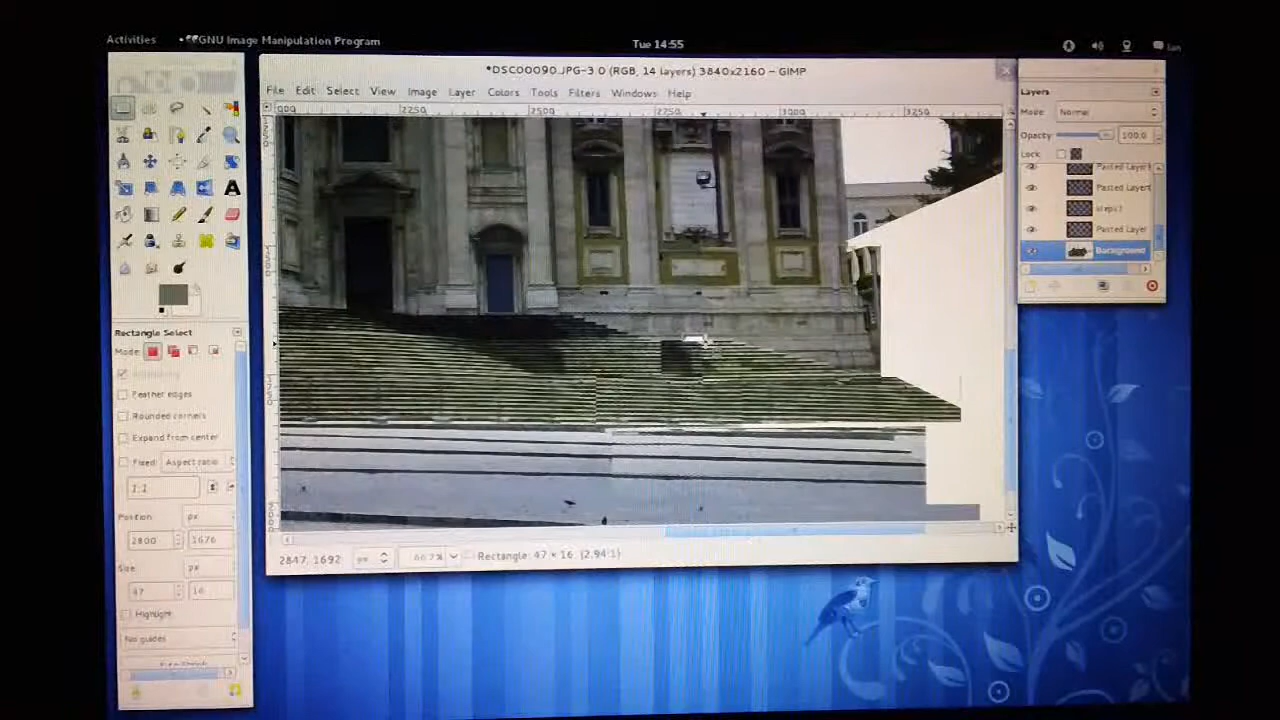 Activities
GNU Image Manipulation Program
Tue 14:55
Ian
*DSC00090.JPG-3.0 (RGB, 14 layers) 3840x2160 – GIMP
File Edit Select View Image Layer Colors Tools Filters Windows Help
2250 2500 2750 3000 3250
Layers
Mode: Normal
Opacity 100.0
Lock:
Pasted Layer
Pasted Layer
Pasted Layer
Background
Rectangle Select
Mode:
Feather edges
Rounded corners
Expand from center
Fixed: Aspect ratio
1:1
Position: px
2800 1676
Size: px
47 16
Highlight
No guides
2847, 1692 px 66.7% Rectangle: 47 × 16 (2.94:1)